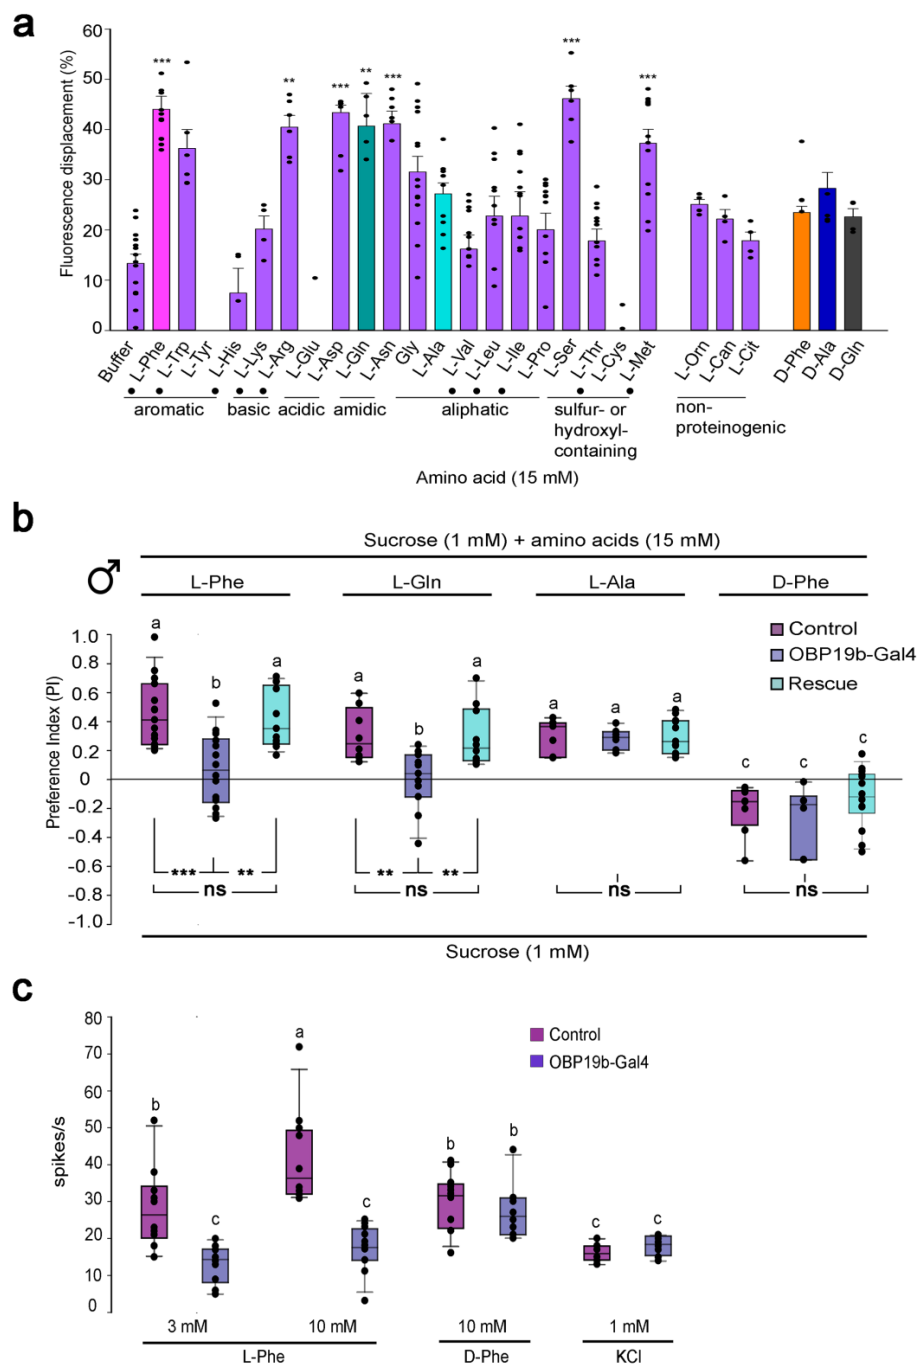 a
Fluorescence displacement (%)
60
50
40
30
20
10
0
***
**
***
**
***
***
***
Buffer
L-Phe
L-Trp
L-Tyr
L-His
L-Lys
L-Arg
L-Glu
L-Asp
L-Gln
L-Asn
Gly
L-Ala
L-Val
L-Leu
L-Ile
L-Pro
L-Ser
L-Thr
L-Cys
L-Met
L-Orn
L-Can
L-Cit
D-Phe
D-Ala
D-Gln
aromatic
basic
acidic
amidic
aliphatic
sulfur- or
hydroxyl-
containing
non-
proteinogenic
Amino acid (15 mM)
b
Sucrose (1 mM) + amino acids (15 mM)
♂
L-Phe
L-Gln
L-Ala
D-Phe
Control
OBP19b-Gal4
Rescue
Preference Index (PI)
1.0
0.8
0.6
0.4
0.2
0
-0.2
-0.4
-0.6
-0.8
-1.0
a
b
a
a
b
a
a
a
a
c
c
c
***
**
ns
**
**
ns
ns
ns
Sucrose (1 mM)
c
spikes/s
80
70
60
50
40
30
20
10
0
Control
OBP19b-Gal4
b
c
a
c
b
b
c
c
3 mM
10 mM
10 mM
1 mM
L-Phe
D-Phe
KCl